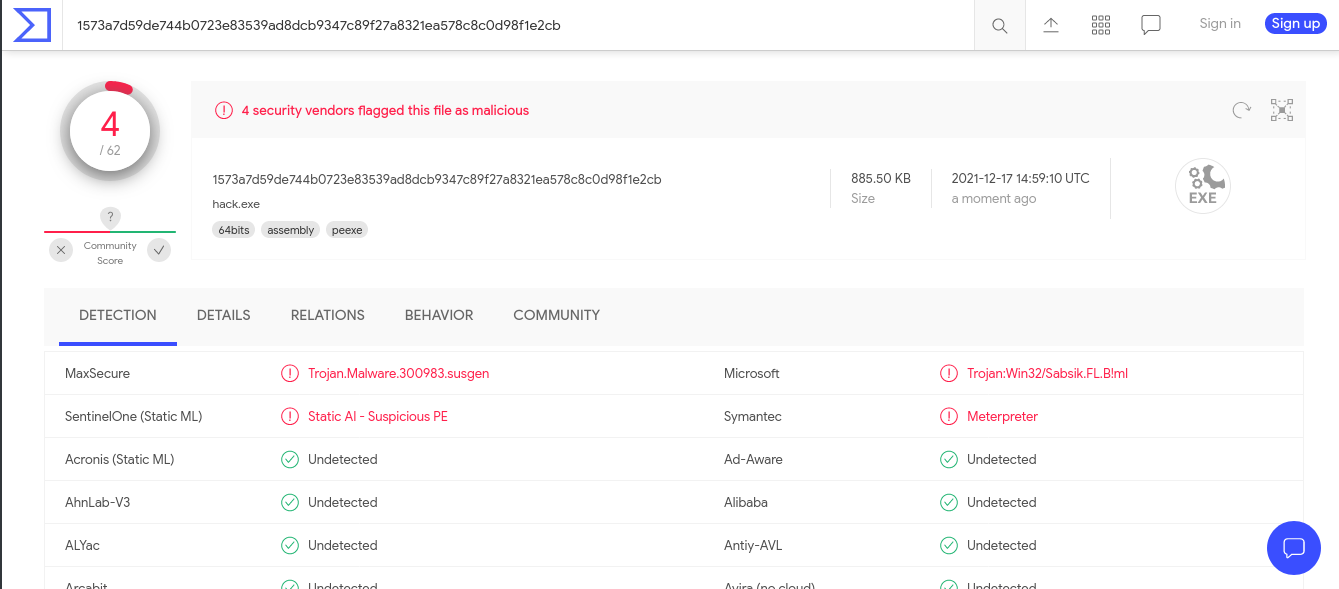 1573a7d59de744b0723e83539ad8dcb9347c89f27a8321ea578c8c0d98f1e2cb
Sign in
Sign up
4
/ 62
?
Community
Score
4 security vendors flagged this file as malicious
1573a7d59de744b0723e83539ad8dcb9347c89f27a8321ea578c8c0d98f1e2cb
hack.exe
64bits assembly peexe
885.50 KB
Size
2021-12-17 14:59:10 UTC
a moment ago
EXE
DETECTION DETAILS RELATIONS BEHAVIOR COMMUNITY
MaxSecure Trojan.Malware.300983.susgen Microsoft Trojan:Win32/Sabsik.FL.B!ml
SentinelOne (Static ML) Static AI - Suspicious PE Symantec Meterpreter
Acronis (Static ML) Undetected Ad-Aware Undetected
AhnLab-V3 Undetected Alibaba Undetected
ALYac Undetected Antiy-AVL Undetected
Arcabit Undetected Avira (no cloud) Undetected